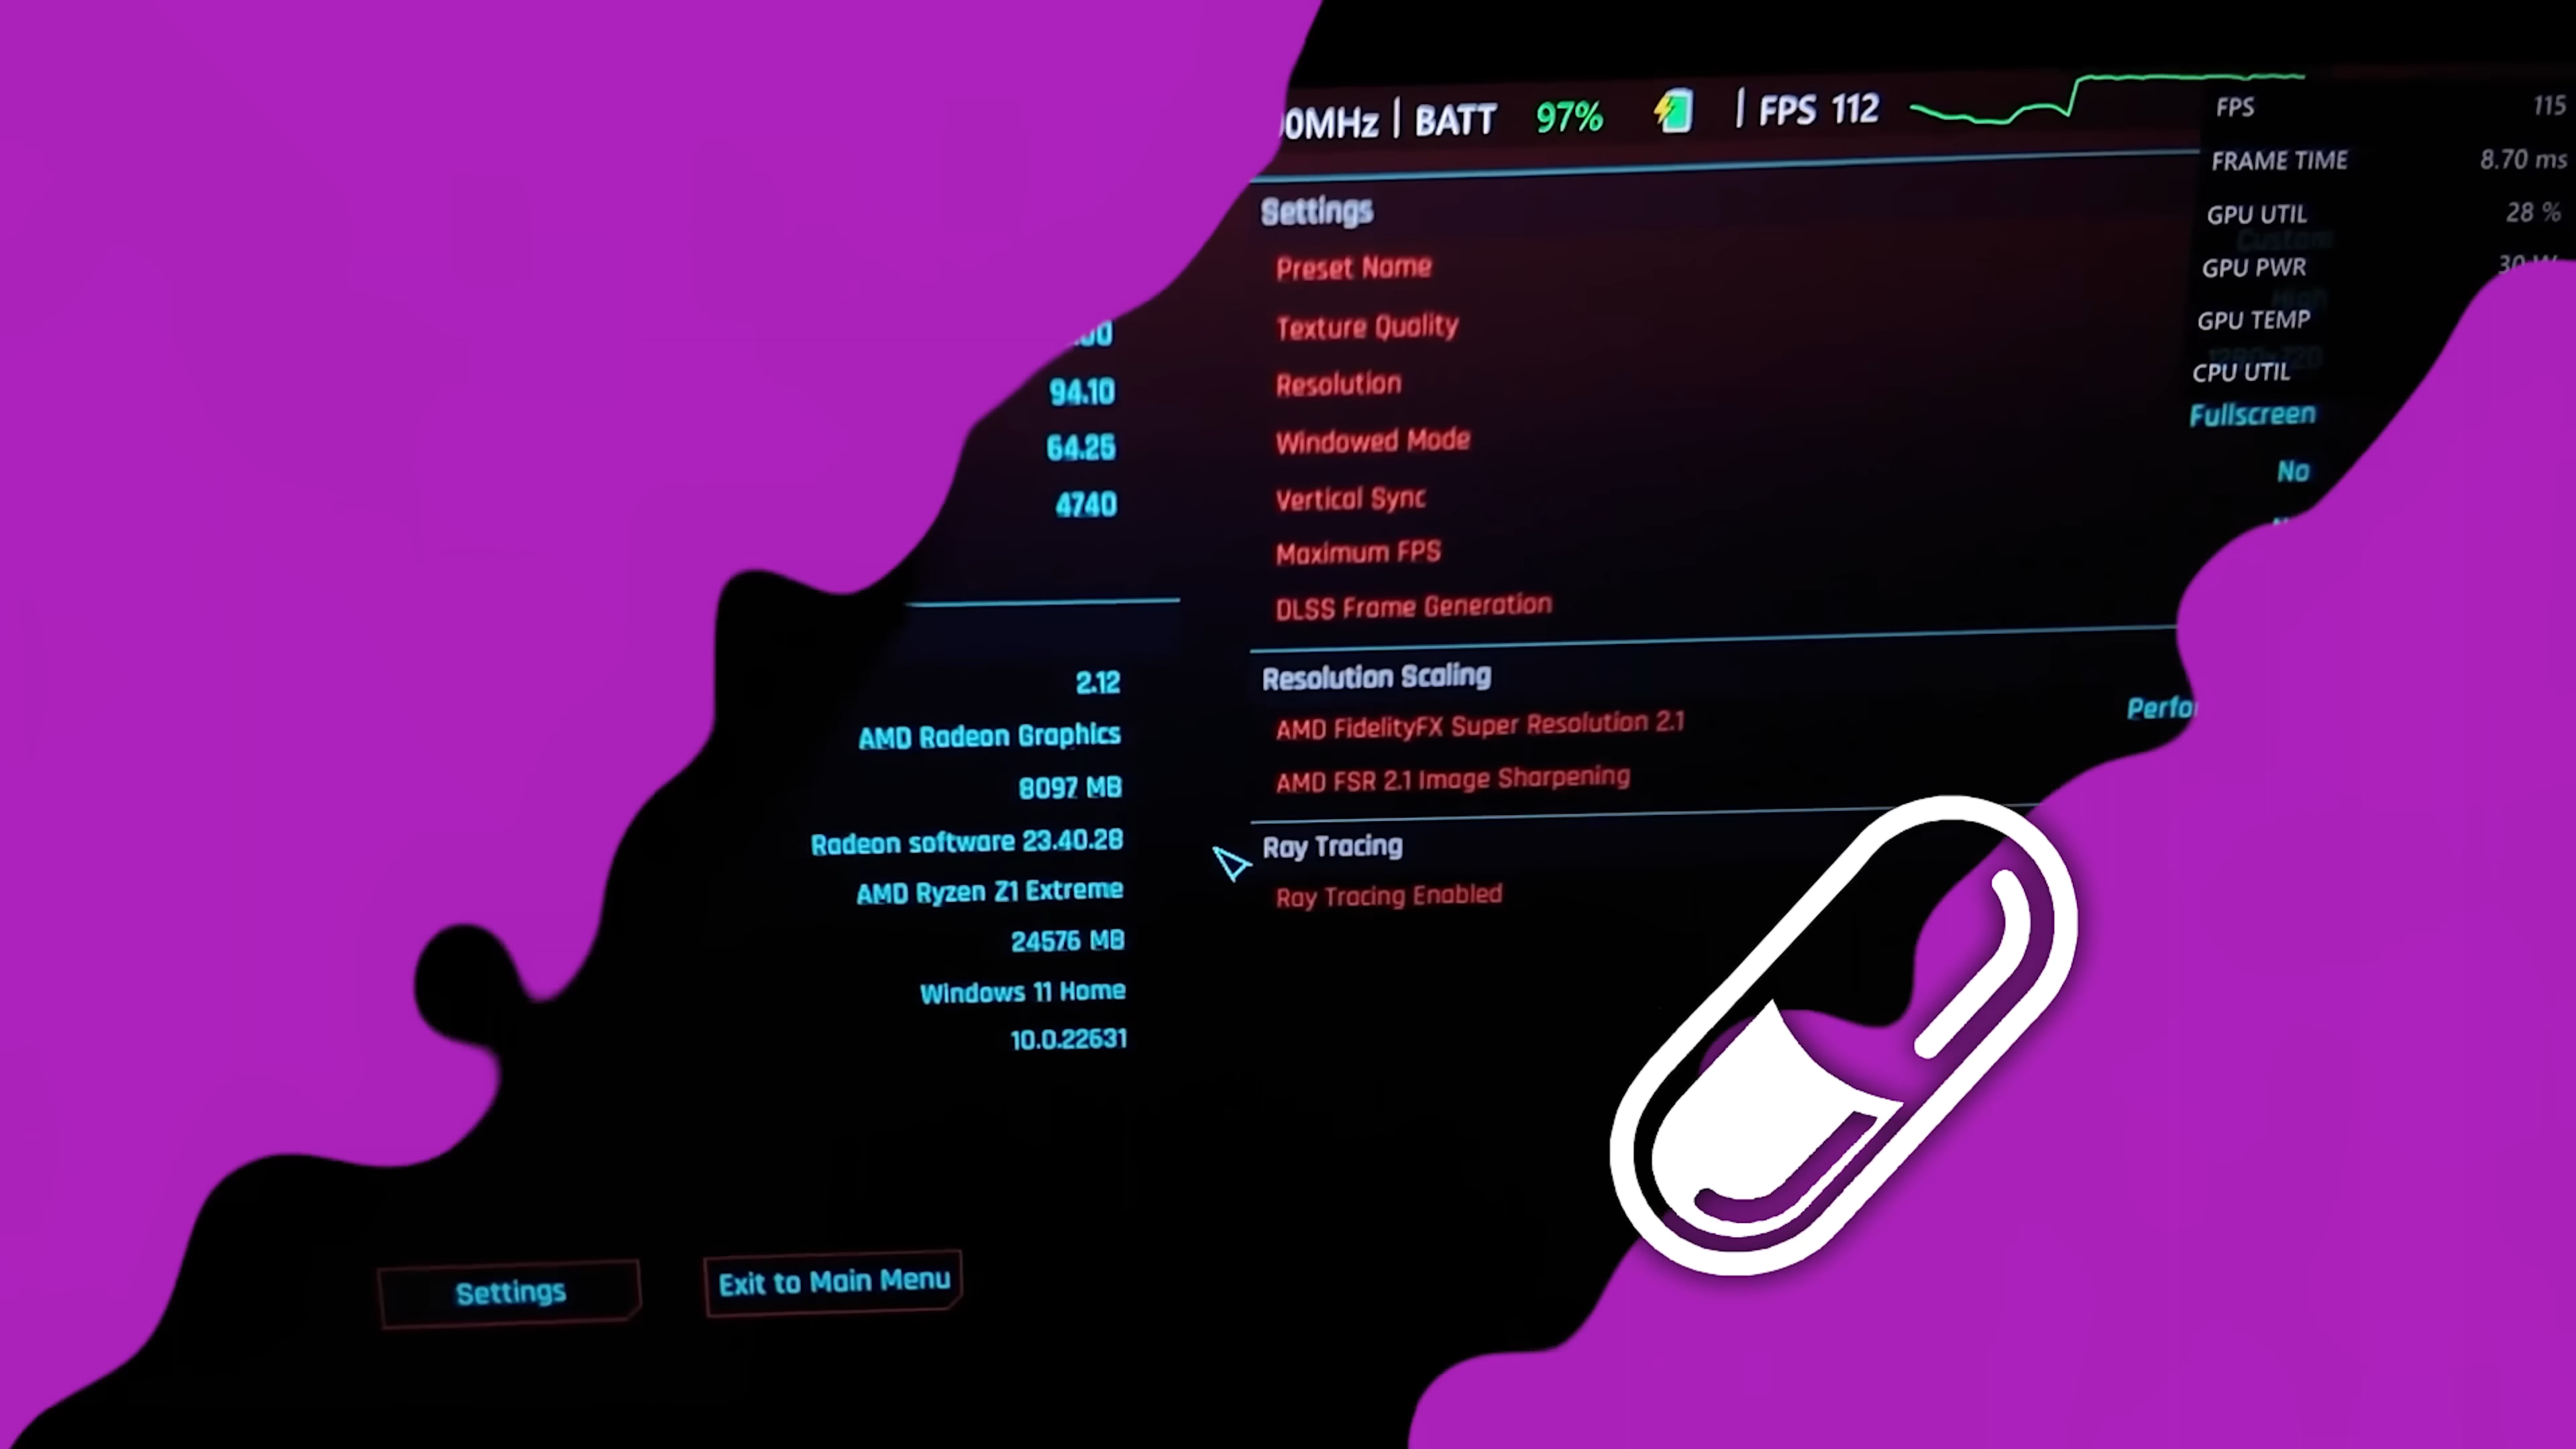 0MHz | BATT 97% | FPS 112
FPS 115
FRAME TIME 8.70 ms
GPU UTIL 28 %
GPU PWR
GPU TEMP
CPU UTIL
94.10
64.25
4740
2.12
AMD Radeon Graphics
8097 MB
Radeon software 23.40.28
AMD Ryzen Z1 Extreme
24576 MB
Windows 11 Home
10.0.22631
Settings
Preset Name Custom
Texture Quality High
Resolution 1280x720
Windowed Mode Fullscreen
Vertical Sync No
Maximum FPS
DLSS Frame Generation
Resolution Scaling
AMD FidelityFX Super Resolution 2.1 Perfo
AMD FSR 2.1 Image Sharpening
Ray Tracing
Ray Tracing Enabled
Settings
Exit to Main Menu